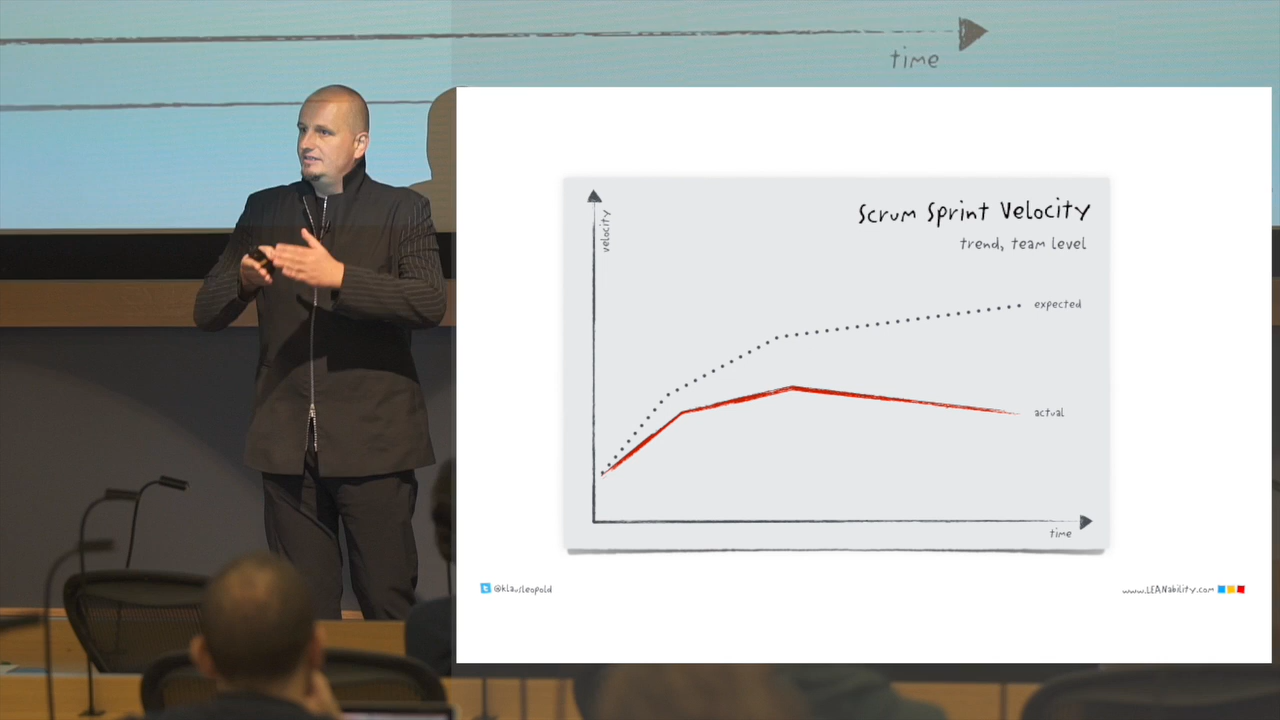 time
Scrum Sprint Velocity
trend, team level
velocity
expected
actual
time
@klausleopold
www.LEANability.com